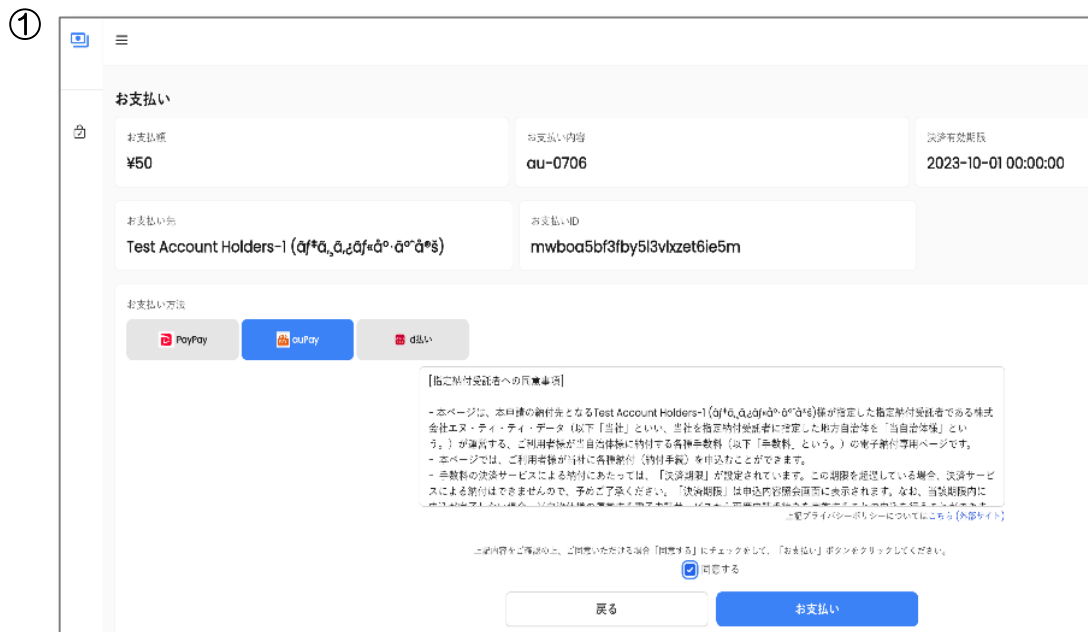 ①
お支払い
お支払額
お支払い内容
決済有効期限
¥50
au-0706
2023-10-01 00:00:00
お支払い先
お支払いID
Test Account Holders-1
mwboa5bf3fby5l3vlxzet6ie5m
お支払い方法
PayPay
auPay
d払い
[指定納付受託者への同意事項]
- 本ページは、本申請の納付先となるTest Account Holders-1 様が指定した指定納付受託者である株式
会社エヌ・ティ・ティ・データ（以下「当社」といい、当社を指定納付受託者に指定した地方自治体を「当自治体様」とい
う。）が運営する、ご利用者様が当自治体様に納付する各種手数料（以下「手数料」という。）の電子納付専用ページです。
- 本ページでは、ご利用者様が当社に各種納付（納付手続）を申込むことができます。
- 手数料の決済サービスによる納付にあたっては、「決済期限」が設定されています。この期限を超過している場合、決済サービ
スによる納付はできませんので、予めご了承ください。「決済期限」は申込内容照会画面に表示されます。なお、当該期限内に
上記プライバシーポリシーについてはこちら (外部サイト)
上記内容をご確認の上、ご同意いただける場合「同意する」にチェックをして、「お支払い」ボタンをクリックしてください。
同意する
戻る
お支払い